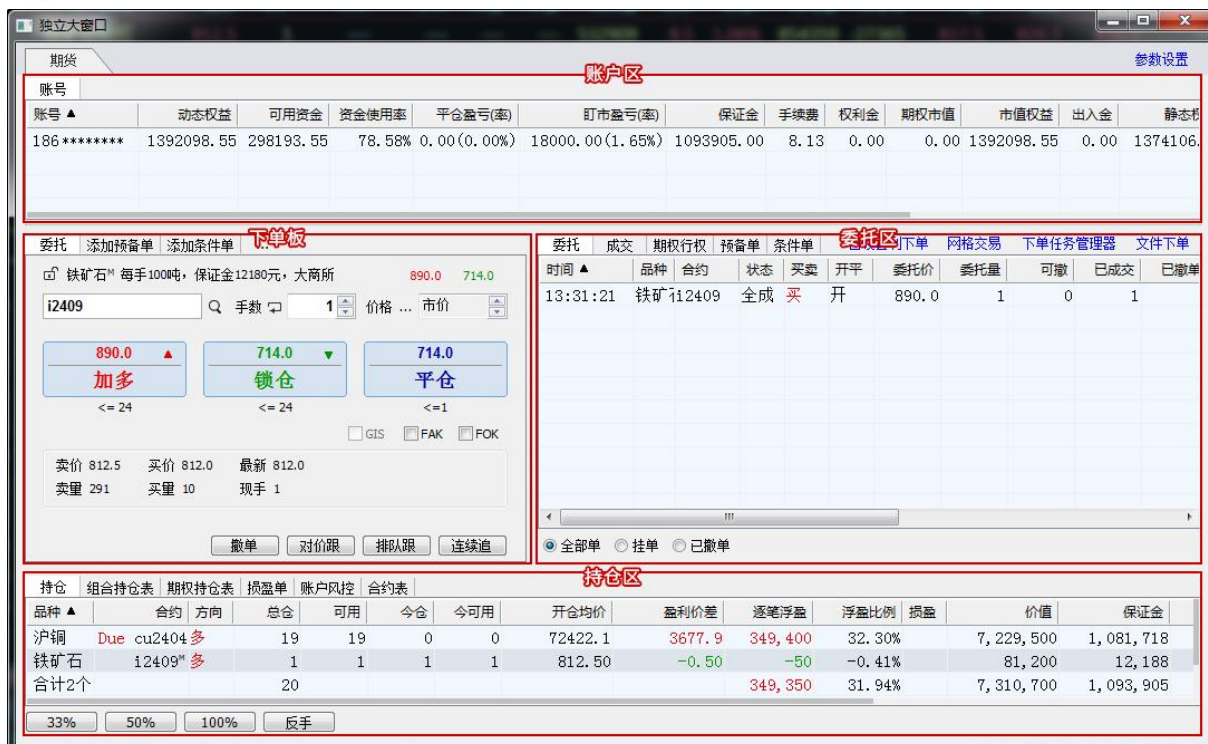 独立大窗口
期货 参数设置
账户区
账号
账号▲ 动态权益 可用资金 资金使用率 平仓盈亏(率) 盯市盈亏(率) 保证金 手续费 权利金 期权市值 市值权益 出入金
186******** 1392098.55 298193.55 78.58% 0.00(0.00%) 18000.00(1.65%) 1093905.00 8.13 0.00 0.00 1392098.55 0.00 1374106.
下单板
委托 添加预备单 添加条件单
铁矿石M 每手100吨，保证金12180元，大商所 890.0 714.0
i2409 手数 1 价格 … 市价
890.0 ▲ 714.0 ▼ 714.0
加多 锁仓 平仓
<= 24 <= 24 <=1
GIS FAK FOK
卖价 812.5 买价 812.0 最新 812.0
卖量 291 买量 10 现手 1
撤单 对价跟 排队跟 连续追
委托区
委托 成交 期权行权 预备单 条件单 下单 网格交易 下单任务管理器 文件下单
时间▲ 品种 合约 状态 买卖 开平 委托价 委托量 可撤 已成交 已撤单
13:31:21 铁矿 i2409 全成 买 开 890.0 1 0 1
全部单 挂单 已撤单
持仓区
持仓 组合持仓表 期权持仓表 损盈单 账户风控 合约表
品种▲ 合约 方向 总仓 可用 今仓 今可用 开仓均价 盈利价差 逐笔浮盈 浮盈比例 损盈 价值 保证金
沪铜 Due cu2404 多 19 19 0 0 72422.1 3677.9 349,400 32.30% 7,229,500 1,081,718
铁矿石 i2409M 多 1 1 1 1 812.50 -0.50 -50 -0.41% 81,200 12,188
合计2个 20 349,350 31.94% 7,310,700 1,093,905
33% 50% 100% 反手